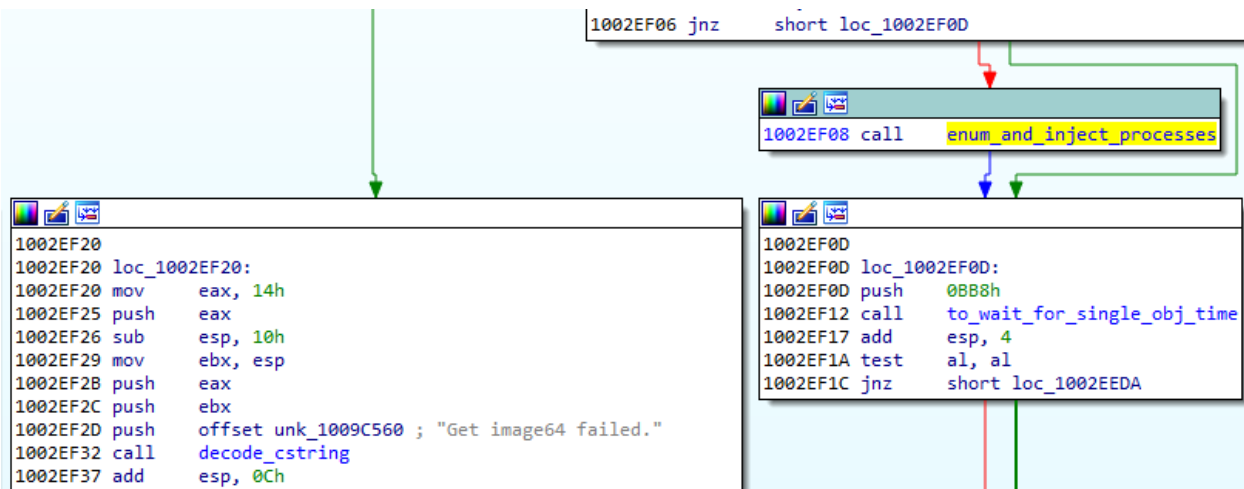 1002EF06 jnz short loc_1002EF0D
1002EF08 call enum_and_inject_processes
1002EF20
1002EF20 loc_1002EF20:
1002EF20 mov eax, 14h
1002EF25 push eax
1002EF26 sub esp, 10h
1002EF29 mov ebx, esp
1002EF2B push eax
1002EF2C push ebx
1002EF2D push offset unk_1009C560 ; "Get image64 failed."
1002EF32 call decode_cstring
1002EF37 add esp, 0Ch
1002EF0D
1002EF0D loc_1002EF0D:
1002EF0D push 0BB8h
1002EF12 call to_wait_for_single_obj_time
1002EF17 add esp, 4
1002EF1A test al, al
1002EF1C jnz short loc_1002EEDA